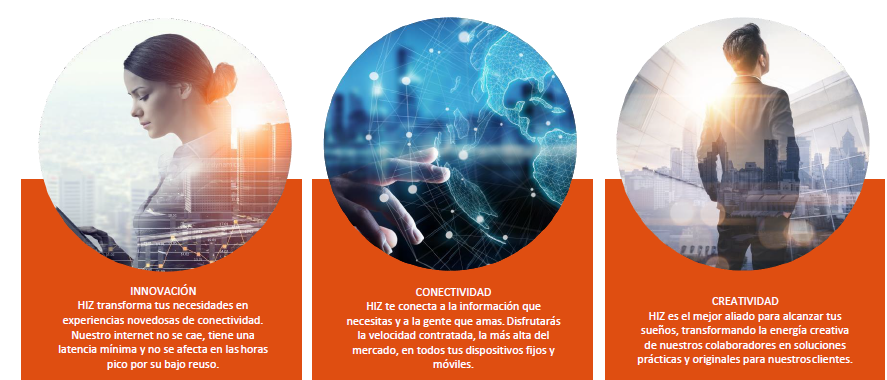 INNOVACIÓN
HIZ transforma tus necesidades en
experiencias novedosas de conectividad.
Nuestro internet no se cae, tiene una
latencia mínima y no se afecta en las horas
pico por su bajo reuso.
CONECTIVIDAD
HIZ te conecta a la información que
necesitas y a la gente que amas. Disfrutarás
la velocidad contratada, la más alta del
mercado, en todos tus dispositivos fijos y
móviles.
CREATIVIDAD
HIZ es el mejor aliado para alcanzar tus
sueños, transformando la energía creativa
de nuestros colaboradores en soluciones
prácticas y originales para nuestros clientes.